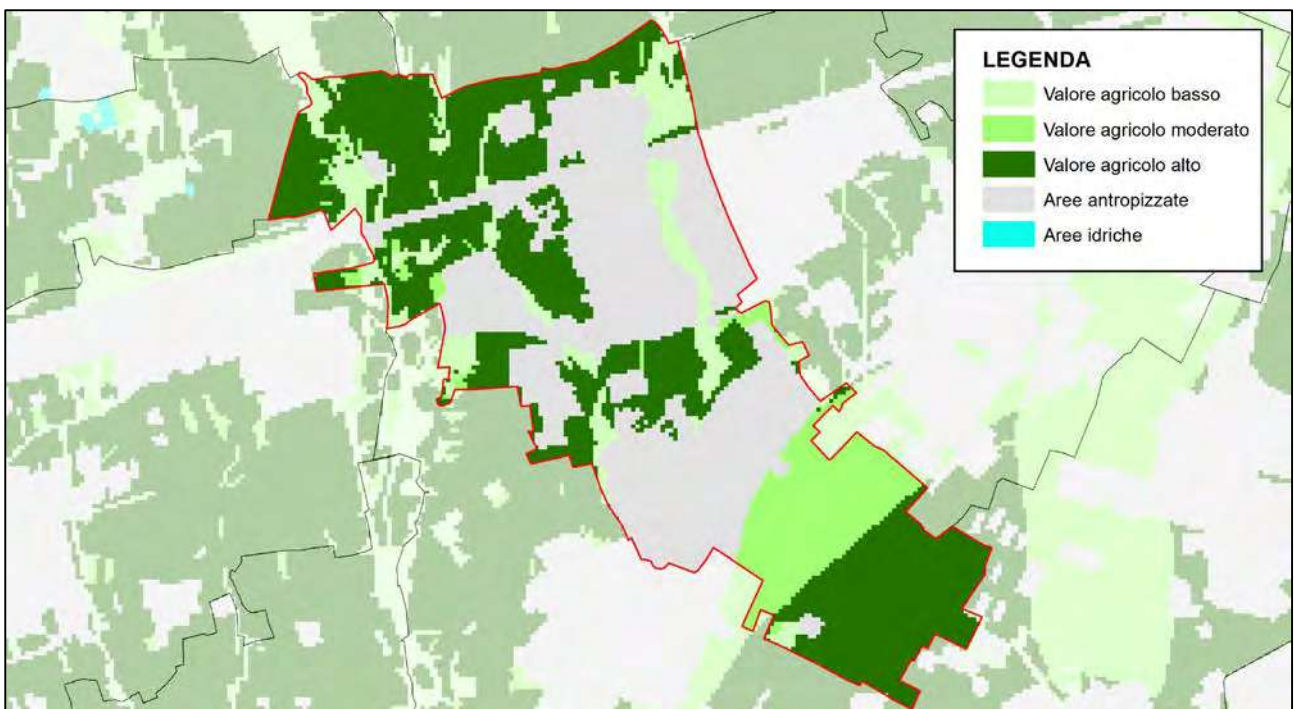 LEGENDA
Valore agricolo basso
Valore agricolo moderato
Valore agricolo alto
Aree antropizzate
Aree idriche